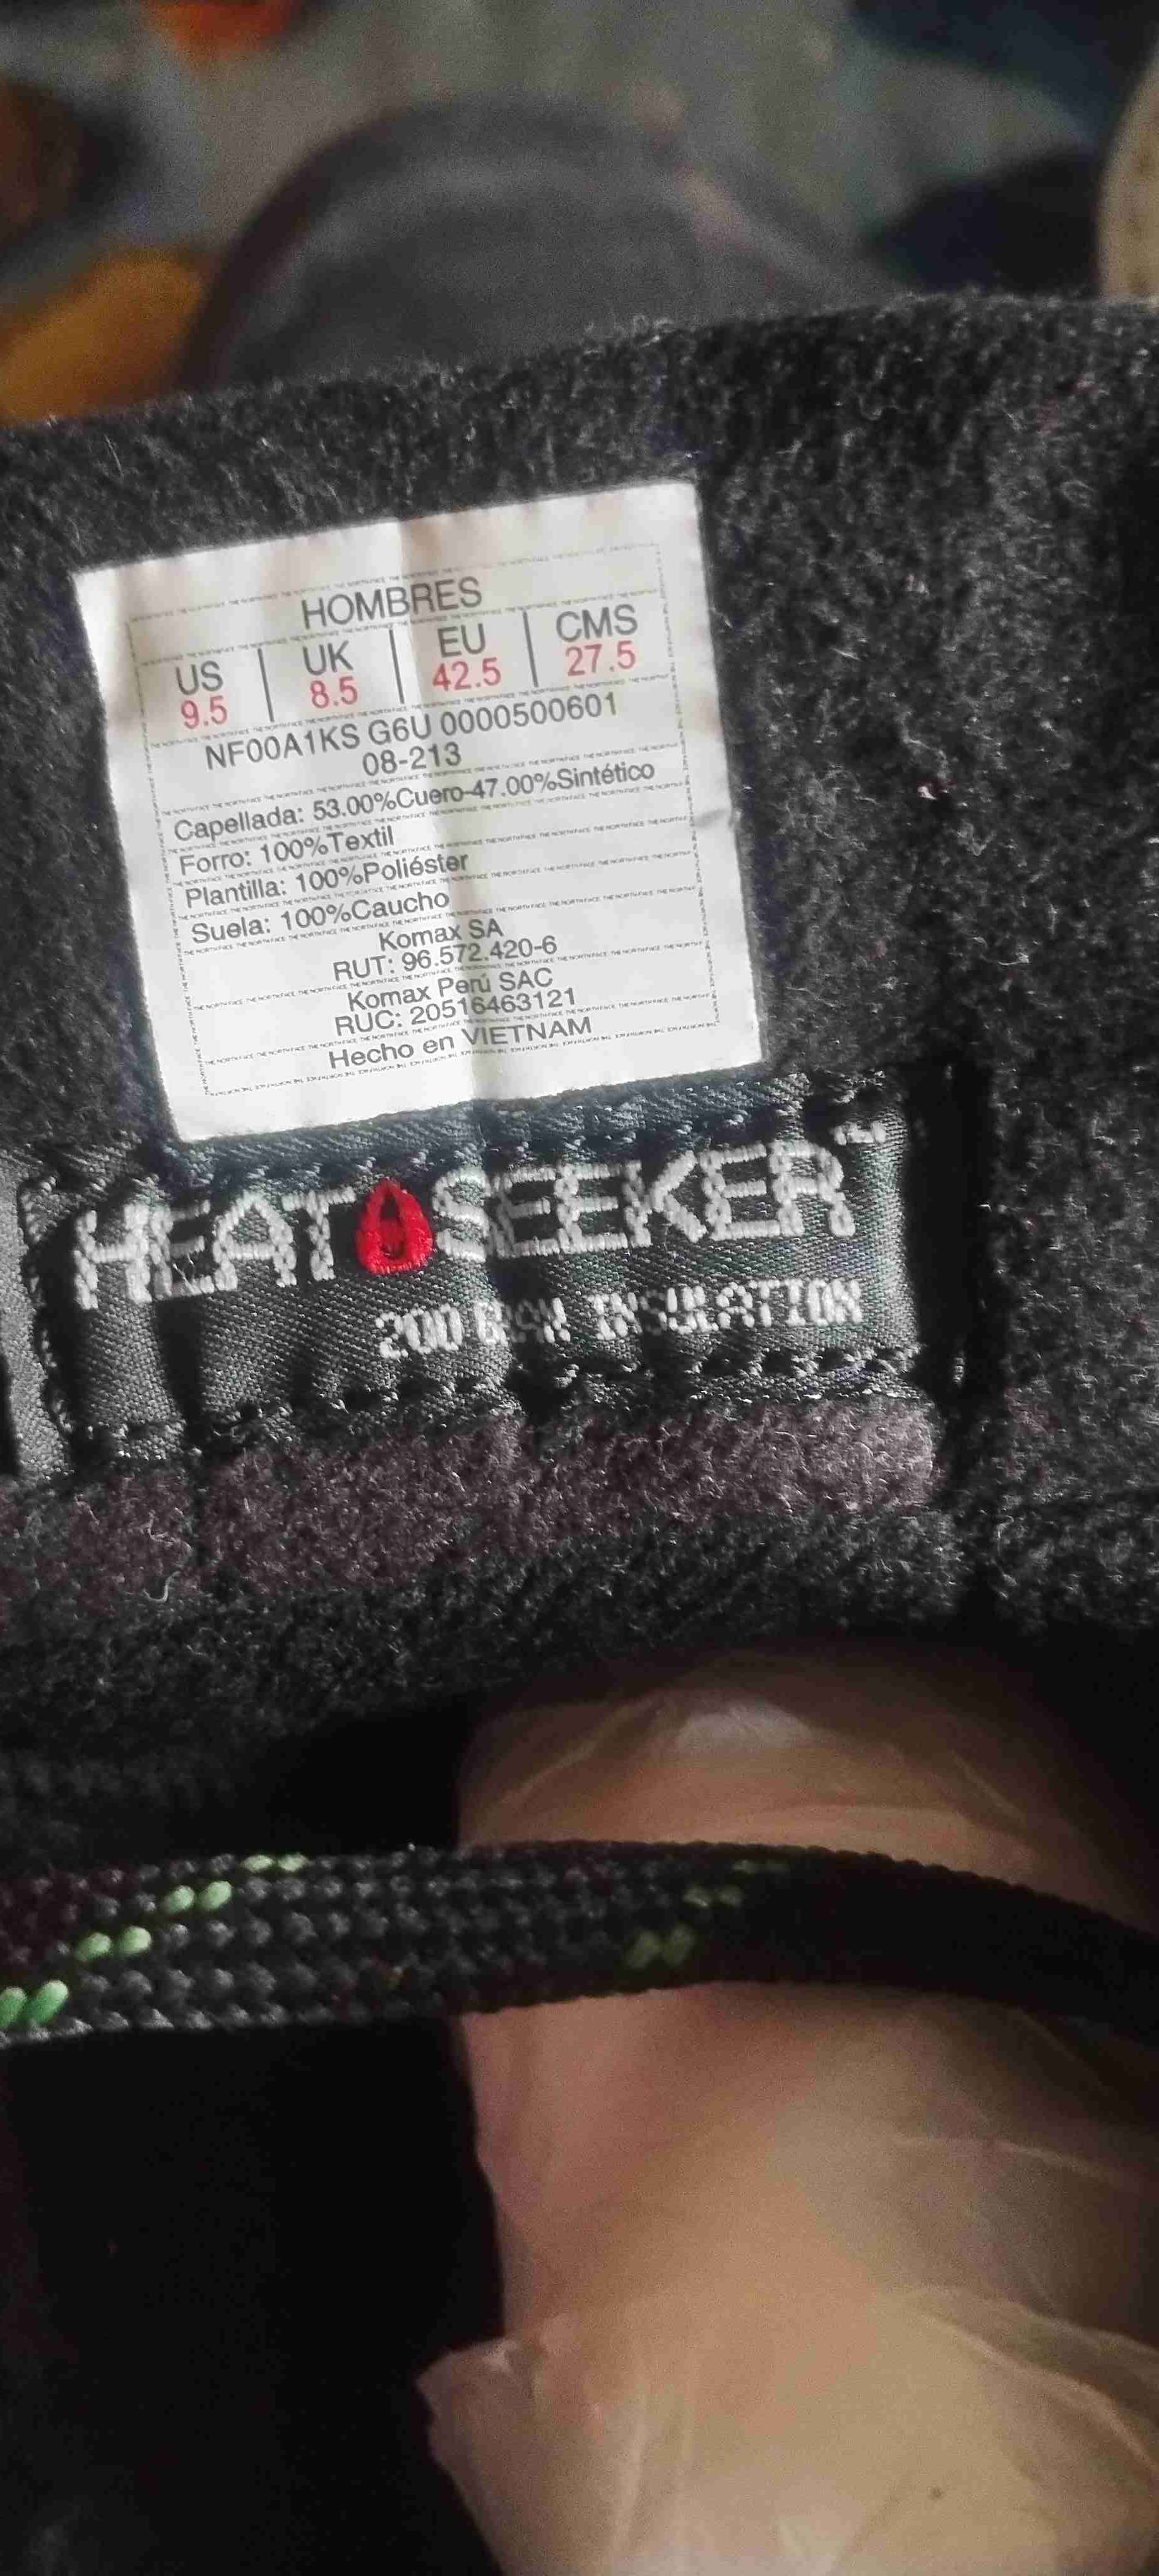 HOMBRES
US | UK | EU | CMS
9.5 | 8.5 | 42.5 | 27.5
NF00A1KS G6U 0000500601
08-213
Capellada: 53.00%Cuero-47.00%Sintético
Forro: 100%Textil
Plantilla: 100%Poliéster
Suela: 100%Caucho
Komax SA
RUT: 96.572.420-6
Komax Perú SAC
RUC: 20516463121
Hecho en VIETNAM
HEATSEEKER™
200 GRAM INSULATION